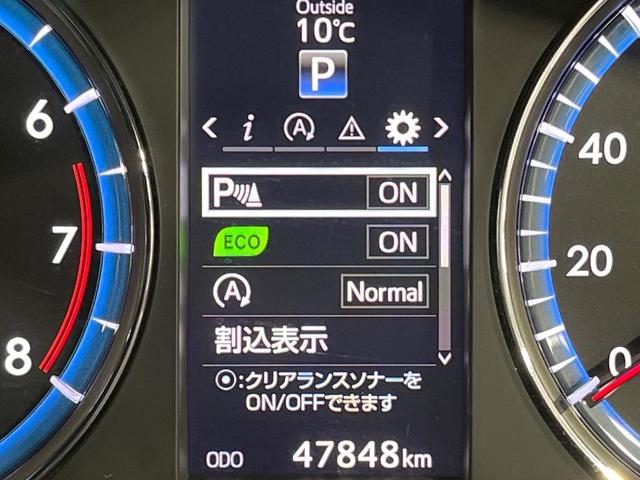 Outside
10℃
P
i A
P ON
ECO ON
A Normal
割込表示
⦿:クリアランスソナーを
ON/OFFできます
ODO 47848km
6
7
8
40
20
0